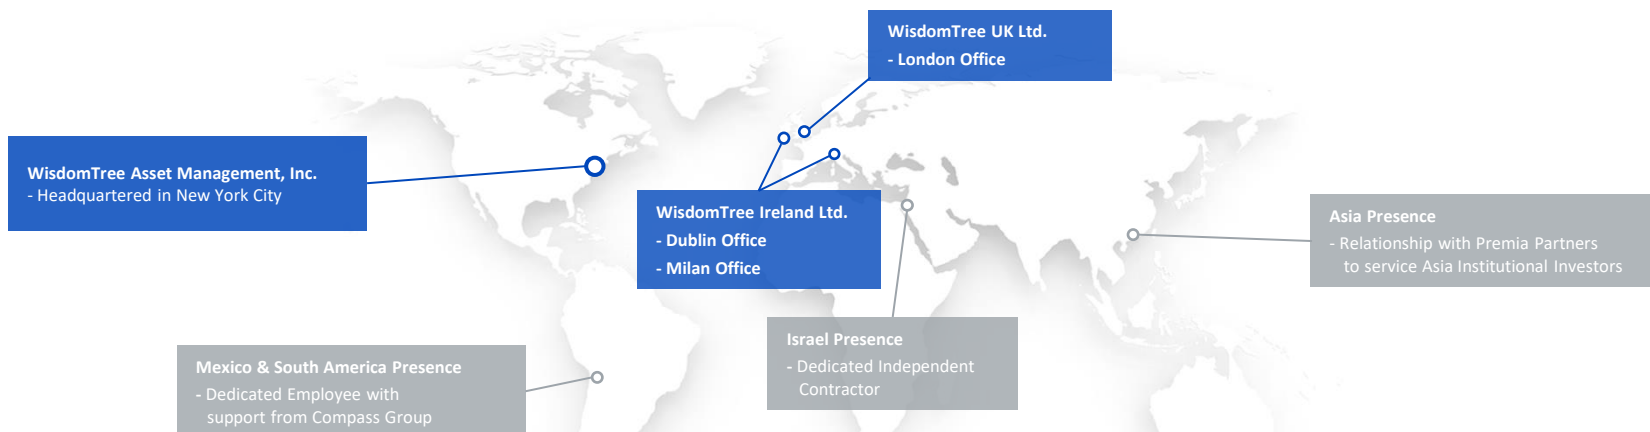 WisdomTree UK Ltd.
- London Office
WisdomTree Asset Management, Inc.
- Headquartered in New York City
WisdomTree Ireland Ltd.
- Dublin Office
- Milan Office
Asia Presence
- Relationship with Premia Partners
to service Asia Institutional Investors
Israel Presence
- Dedicated Independent
Contractor
Mexico & South America Presence
- Dedicated Employee with
support from Compass Group